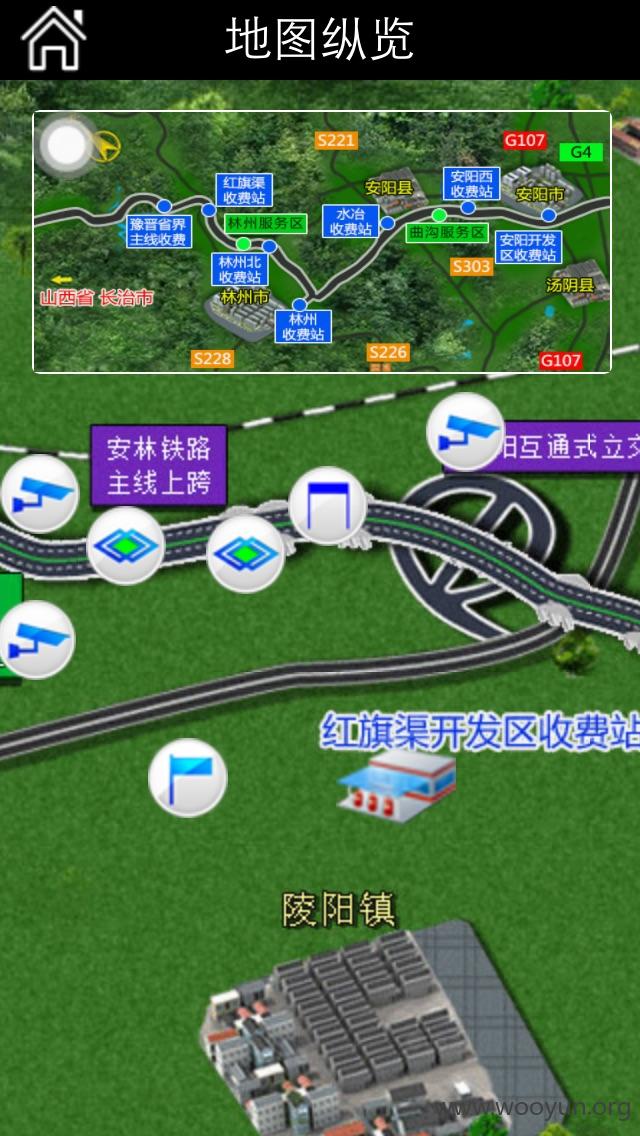 地图纵览
S221
G107
G4
红旗渠
收费站
安阳县
安阳西
收费站
安阳市
豫晋省界
主线收费
林州服务区
水冶
收费站
曲沟服务区
安阳开发
区收费站
林州北
收费站
S303
汤阴县
山西省 长治市
林州市
林州
收费站
S228
S226
G107
安林铁路
主线上跨
阳互通式立交
红旗渠开发区收费站
陵阳镇
www.wooyun.org